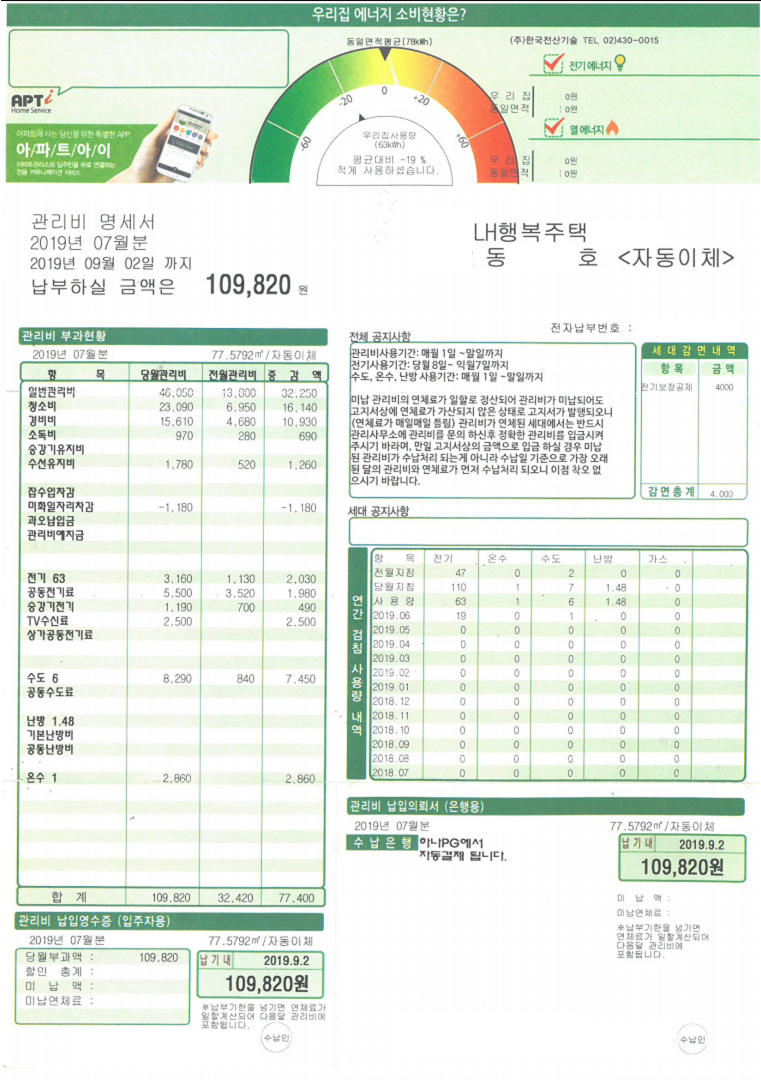 우리집 에너지 소비현황은?
동일면적평균(78kWh)
(주)한국전산기술 TEL 02)430-0015
-60
-20
0
+20
+60
우리집사용량
(63kWh)
평균대비 -19 %
적게 사용하셨습니다.
전기에너지
우 리 집 0원
동일면적 : 0원
열에너지
우 리 집 0원
동일면적 : 0원
APTi
Home Service
아파트에 사는 당신을 위한 특별한 APP.
아/파/트/아/이
아파트관리소와 입주민을 바로 연결하는
전용 커뮤니케이션 서비스.
관리비 명세서
2019년 07월분
2019년 09월 02일 까지
납부하실 금액은 109,820 원
LH행복주택
동 호 <자동이체>
관리비 부과현황
2019년 07월분 77.5792㎡/자동이체
항 목 당월관리비 전월관리비 증 감 액
일반관리비 46,050 13,800 32,250
청소비 23,090 6,950 16,140
경비비 15,610 4,680 10,930
소독비 970 280 690
승강기유지비
수선유지비 1,780 520 1,260
잡수입차감
미화일자리차감 -1,180 -1,180
과오납입금
관리비예치금
전기 63 3,160 1,130 2,030
공동전기료 5,500 3,520 1,980
승강기전기 1,190 700 490
TV수신료 2,500 2,500
상가공동전기료
수도 6 8,290 840 7,450
공동수도료
난방 1.48
기본난방비
공동난방비
온수 1 2,860 2,860
합 계 109,820 32,420 77,400
관리비 납입영수증 (입주자용)
2019년 07월분 77.5792㎡/자동이체
당월부과액 : 109,820
할인 총계 :
미 납 액 :
미납연체료 :
납기내 2019.9.2
109,820원
※납부기한을 넘기면 연체료가
일할계산되어 다음달 관리비에
포함됩니다.
수납인
전자납부번호 :
전체 공지사항
관리비사용기간: 매월 1일 ~말일까지
전기사용기간: 당월8일~ 익월7일까지
수도, 온수, 난방 사용기간: 매월 1일 ~말일까지
미납 관리비의 연체료가 일할로 정산되어 관리비가 미납되어도
고지서상에 연체료가 가산되지 않은 상태로 고지서가 발행되오니
(연체료가 매일매일 틀림) 관리비가 연체된 세대에서는 반드시
관리사무소에 관리비를 문의 하신후 정확한 관리비를 입금시켜
주시기 바라며, 만일 고지서상의 금액으로 입금 하실 경우 미납
된 관리비가 수납처리 되는게 아니라 수납일 기준으로 가장 오래
된 달의 관리비와 연체료가 먼저 수납처리 되오니 이점 착오 없
으시기 바랍니다.
세 대 감 면 내 역
항 목 금 액
전기보장공제 4000
감면총계 4,000
세대 공지사항
연간 검침 사용량 내역
항 목 전기 온수 수도 난방 가스
전월지침 47 0 2 0 0
당월지침 110 1 7 1.48 0
사 용 량 63 1 6 1.48 0
2019.06 19 0 1 0 0
2019.05 0 0 0 0 0
2019.04 0 0 0 0 0
2019.03 0 0 0 0 0
2019.02 0 0 0 0 0
2019.01 0 0 0 0 0
2018.12 0 0 0 0 0
2018.11 0 0 0 0 0
2018.10 0 0 0 0 0
2018.09 0 0 0 0 0
2018.08 0 0 0 0 0
2018.07 0 0 0 0 0
관리비 납입의뢰서 (은행용)
2019년 07월분 77.5792㎡/자동이체
수 납 은 행 하나PG에서
자동결제 됩니다.
납기내 2019.9.2
109,820원
미 납 액 :
미납연체료 :
※납부기한을 넘기면
연체료가 일할계산되어
다음달 관리비에
포함됩니다.
수납인